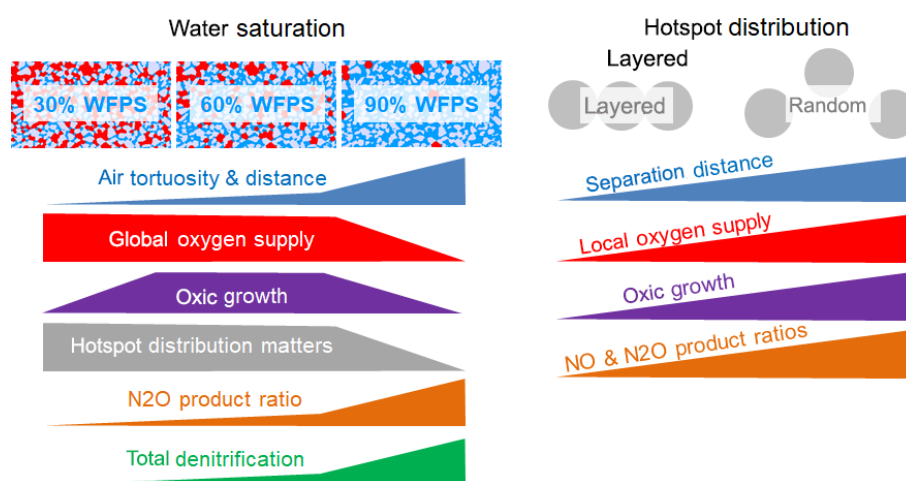 Water saturation
30% WFPS
60% WFPS
90% WFPS
Air tortuosity & distance
Global oxygen supply
Oxic growth
Hotspot distribution matters
N2O product ratio
Total denitrification
Hotspot distribution
Layered
Layered
Random
Separation distance
Local oxygen supply
Oxic growth
NO & N2O product ratios